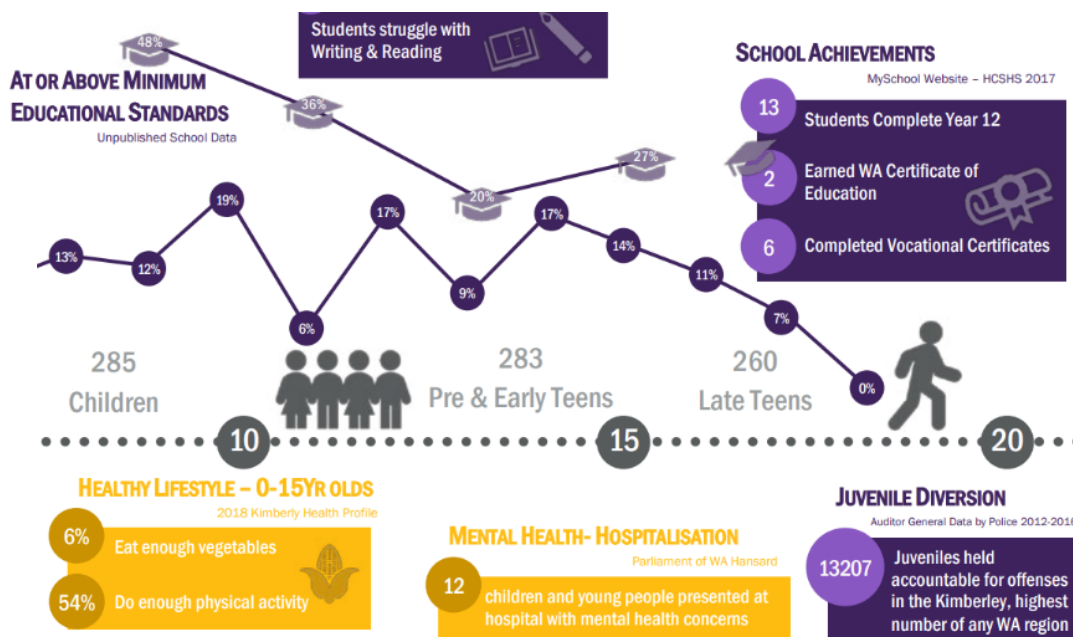 48%
Students struggle with
Writing & Reading
AT OR ABOVE MINIMUM
EDUCATIONAL STANDARDS
Unpublished School Data
36%
20%
27%
SCHOOL ACHIEVEMENTS
MySchool Website – HCSHS 2017
13
Students Complete Year 12
2
Earned WA Certificate of
Education
6
Completed Vocational Certificates
13%
12%
19%
6%
17%
9%
17%
14%
11%
7%
0%
285
Children
283
Pre & Early Teens
260
Late Teens
10
15
20
HEALTHY LIFESTYLE – 0-15YR OLDS
2018 Kimberly Health Profile
6%
Eat enough vegetables
54%
Do enough physical activity
MENTAL HEALTH- HOSPITALISATION
Parliament of WA Hansard
12
children and young people presented at
hospital with mental health concerns
JUVENILE DIVERSION
Auditor General Data by Police 2012-2016
13207
Juveniles held
accountable for offenses
in the Kimberley, highest
number of any WA region